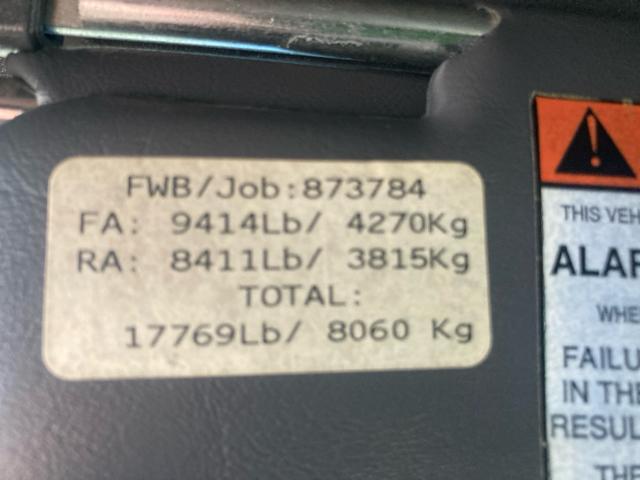 FWB/Job:873784
FA: 9414Lb/ 4270Kg
RA: 8411Lb/ 3815Kg
TOTAL:
17769Lb/ 8060 Kg
THIS VEH
ALAR
WHE
FAILU
IN THE
RESUL
THE